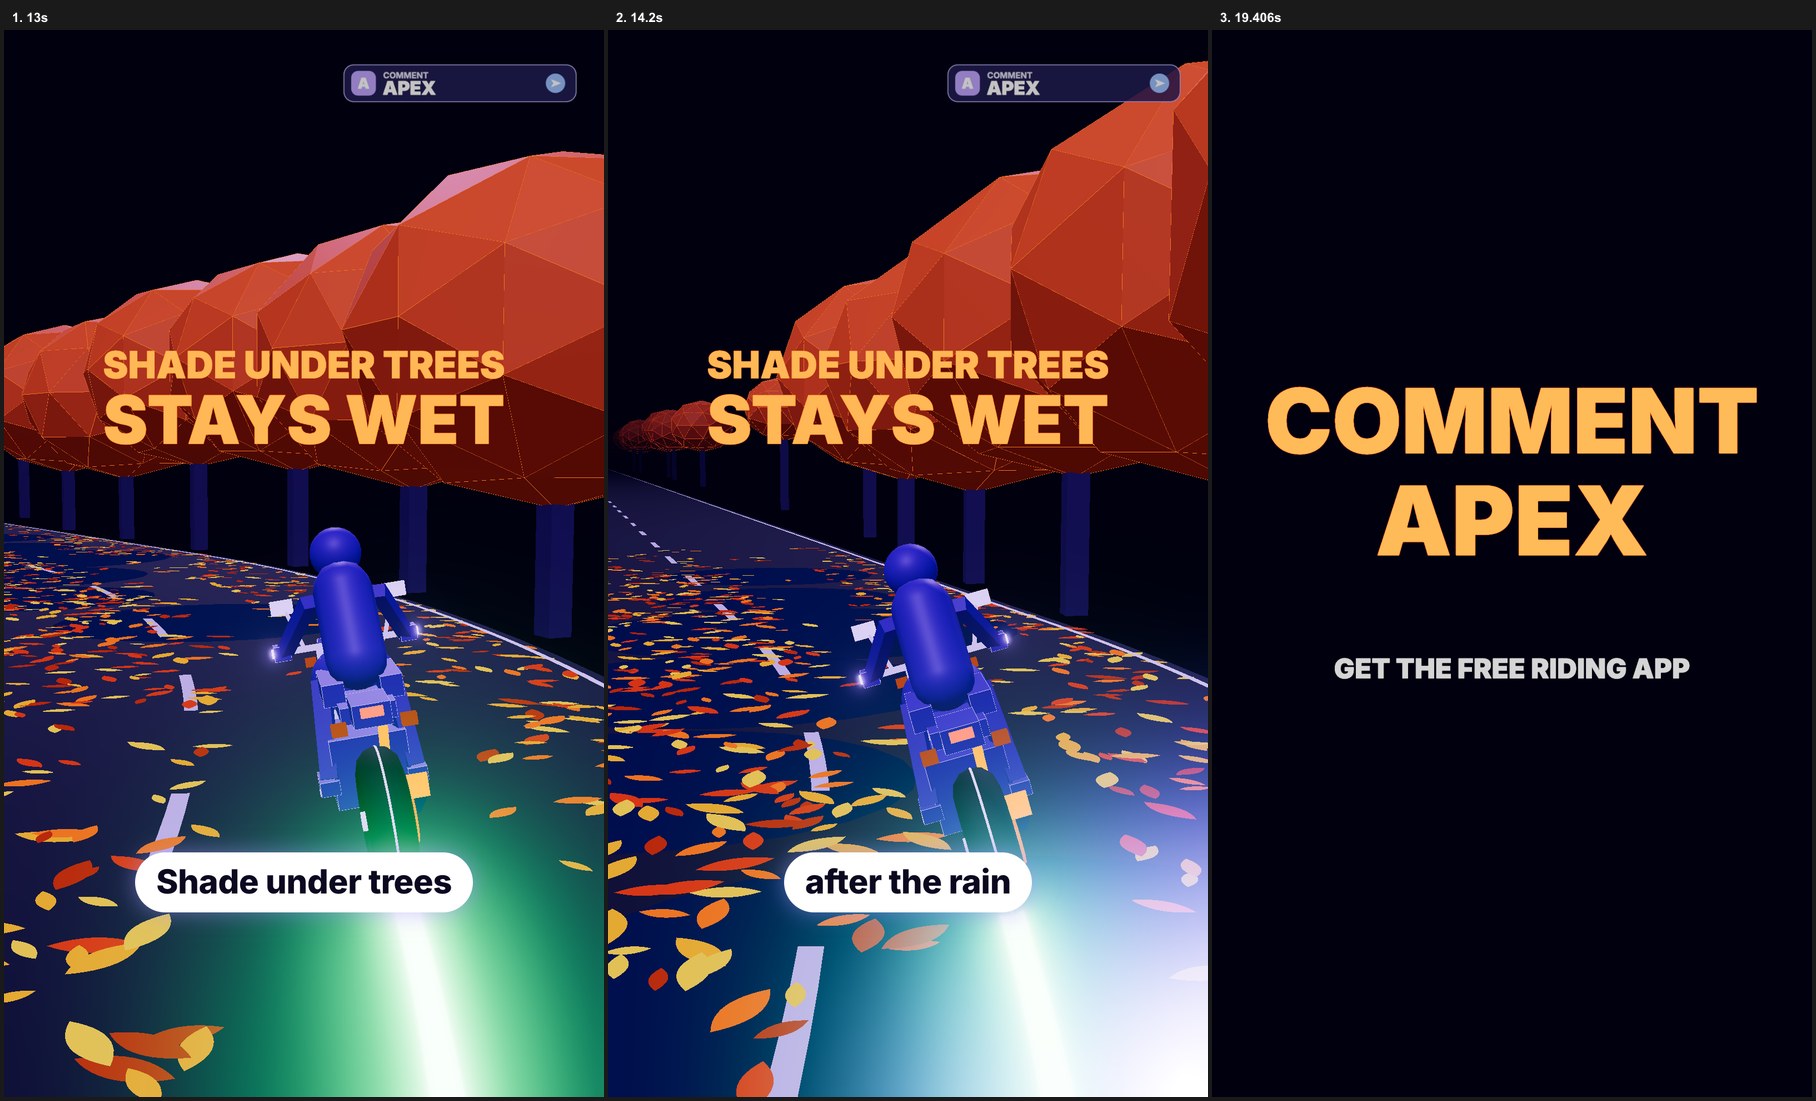 1. 13s
COMMENT
A APEX
SHADE UNDER TREES
STAYS WET
Shade under trees
2. 14.2s
COMMENT
A APEX
SHADE UNDER TREES
STAYS WET
after the rain
3. 19.406s
COMMENT
APEX
GET THE FREE RIDING APP